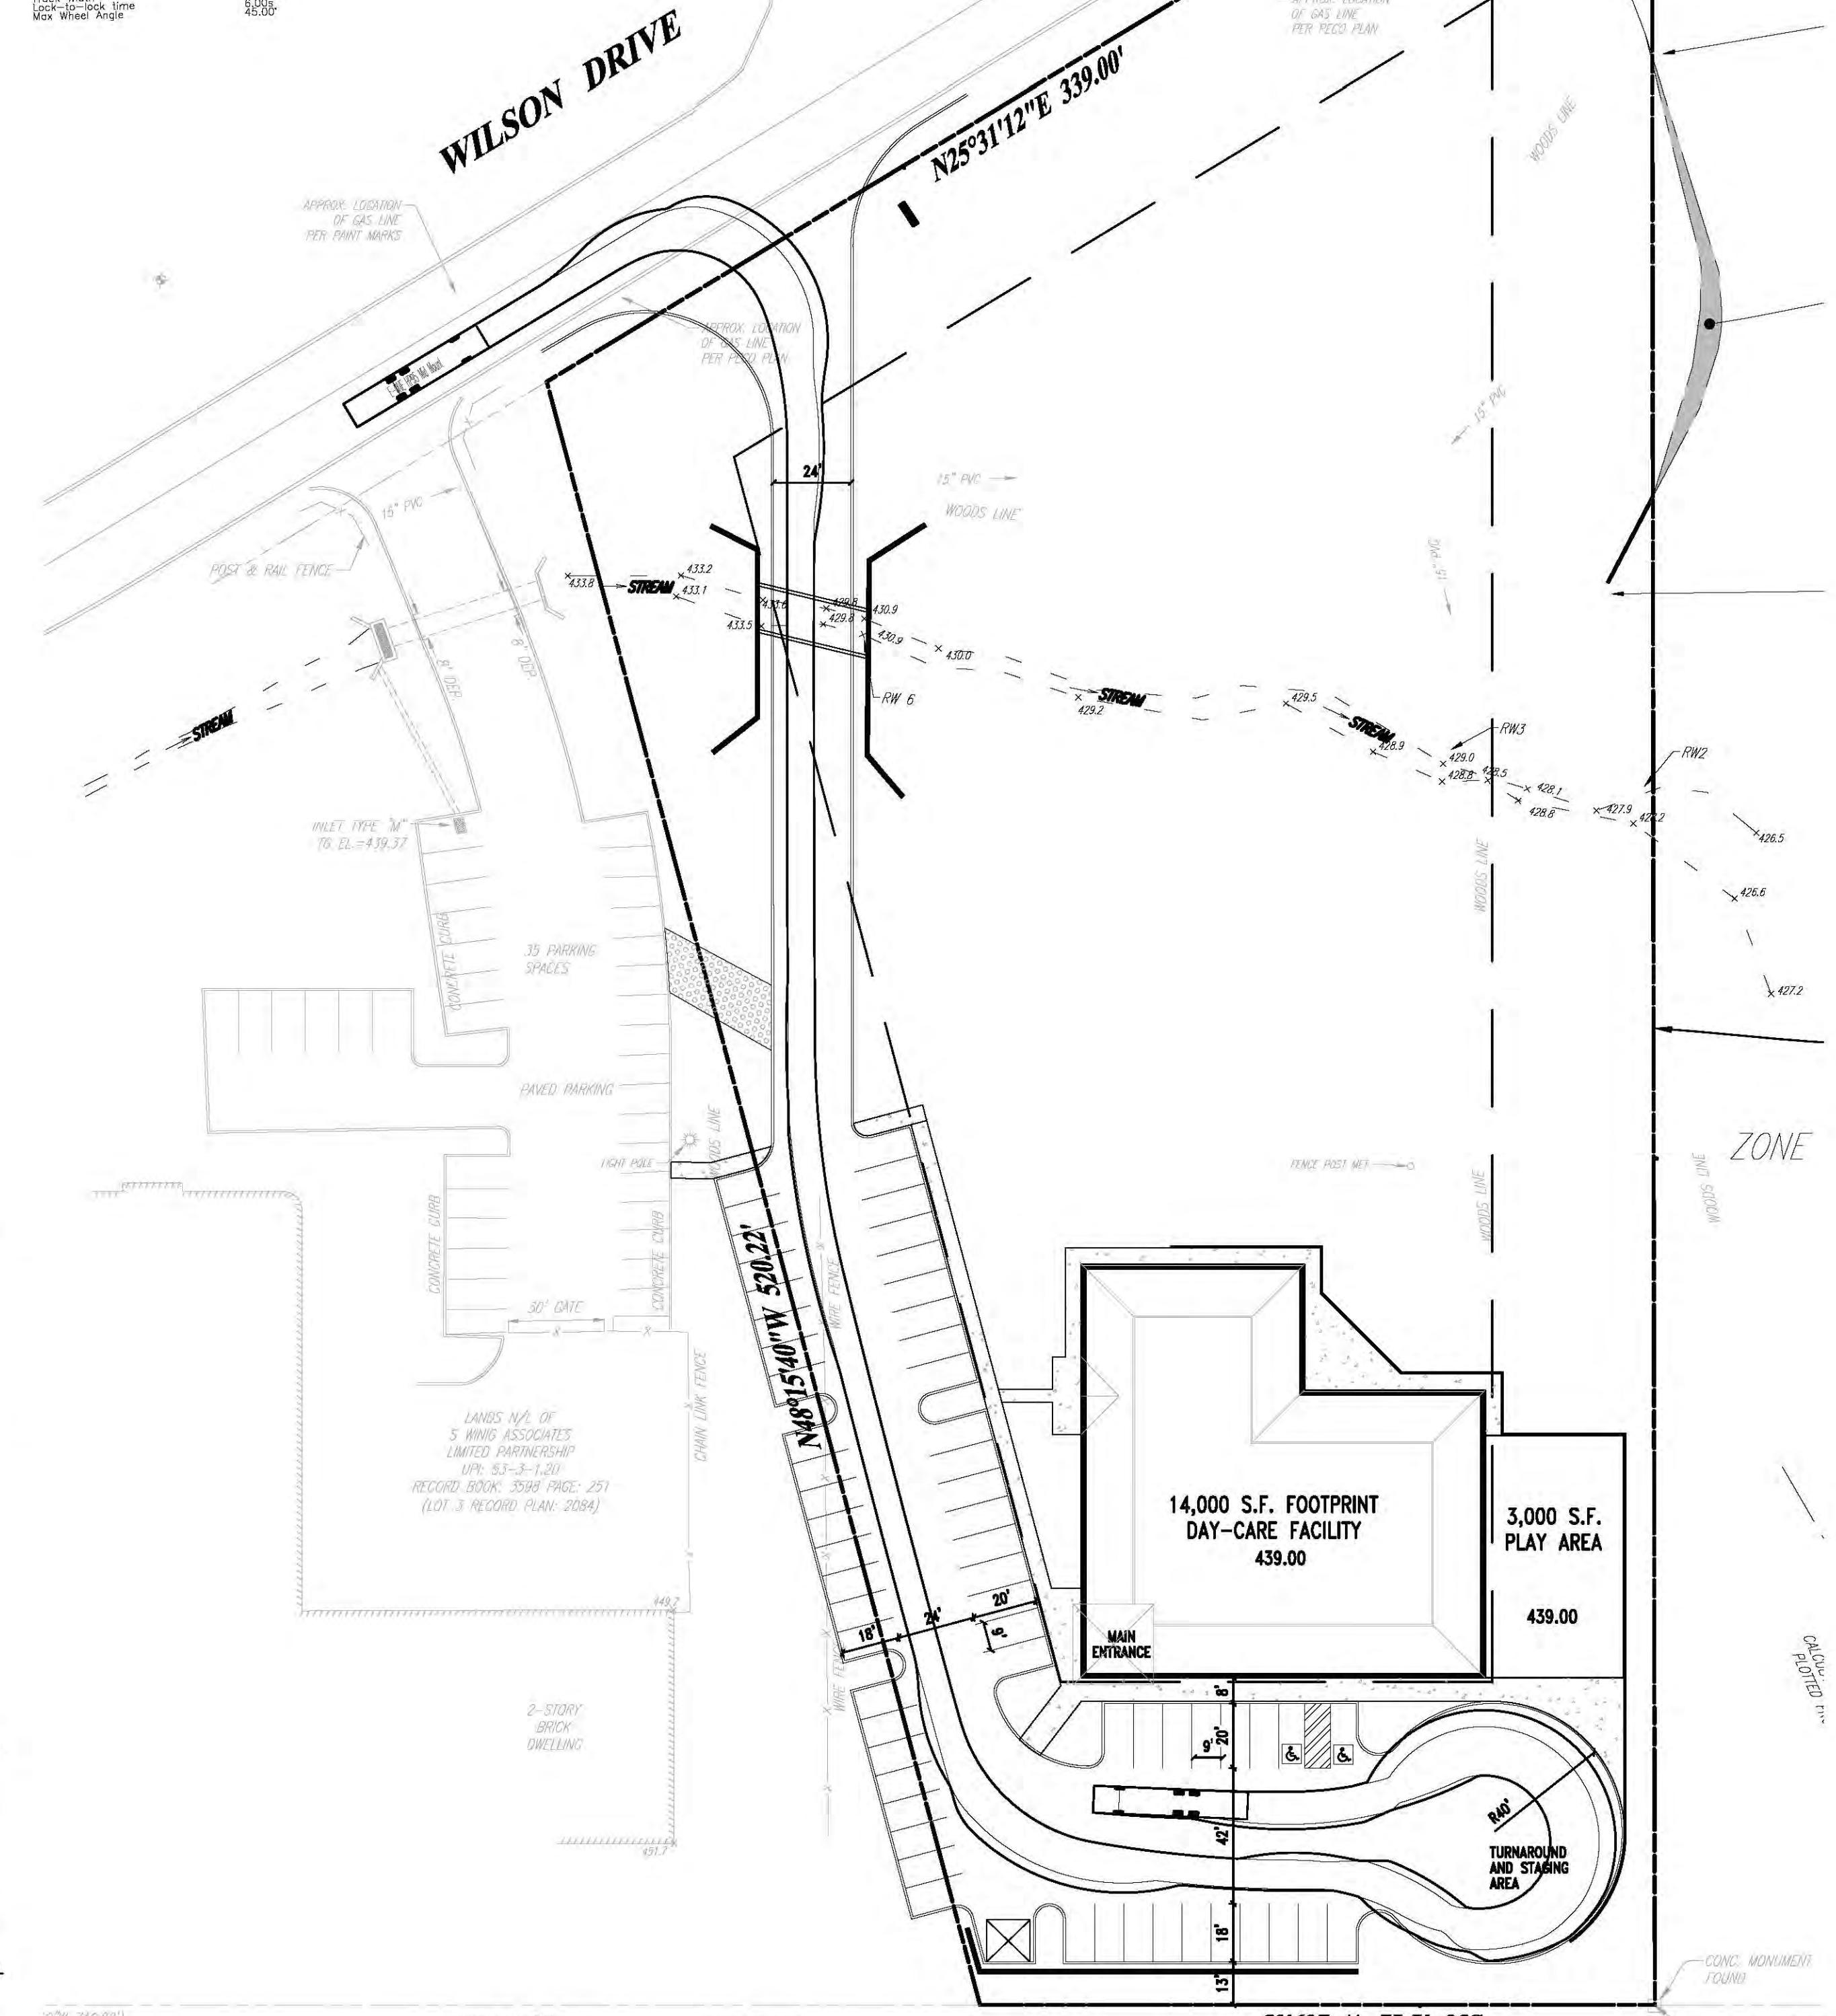 Lock-to-lock time 6.00s
Max Wheel Angle 45.00°
OF GAS LINE
PER PECO PLAN
WILSON DRIVE
N25°31'12"E 339.00'
WOODS LINE
APPROX. LOCATION
OF GAS LINE
PER PAINT MARKS
APPROX. LOCATION
OF GAS LINE
PER PECO PLAN
15" PVC
24'
15" PVC
WOODS LINE
15" PVC
15" PVC
POST & RAIL FENCE
433.8
STREAM
433.2
433.1
433.6
433.5
429.8
429.8
430.9
430.9
430.0
RW 6
8' DEP
8' DEP
STREAM
STREAM
429.2
429.5
STREAM
428.9
RW3
429.0
428.8
428.5
428.1
428.8
RW2
427.9
426.5
426.6
427.2
INLET TYPE "M"
TG EL.=439.37
WOODS LINE
CONCRETE CURB
35 PARKING
SPACES
PAVED PARKING
WOODS LINE
LIGHT POLE
FENCE POST MET
ZONE
WOODS LINE
WOODS LINE
CONCRETE CURB
CONCRETE CURB
30' GATE
N48°15'40"W 520.22'
WIRE FENCE
CHAIN LINK FENCE
LANDS N/L OF
5 WINIG ASSOCIATES
LIMITED PARTNERSHIP
UPI: 53-3-1.20
RECORD BOOK: 3598 PAGE: 251
(LOT 3 RECORD PLAN: 2084)
14,000 S.F. FOOTPRINT
DAY-CARE FACILITY
439.00
3,000 S.F.
PLAY AREA
439.00
449.7
18'
24'
20'
9'
MAIN
ENTRANCE
WIRE FENCE
2-STORY
BRICK
DWELLING
451.7
8'
20'
9'
42'
R40'
TURNAROUND
AND STAGING
AREA
18'
13'
CONC. MONUMENT
FOUND